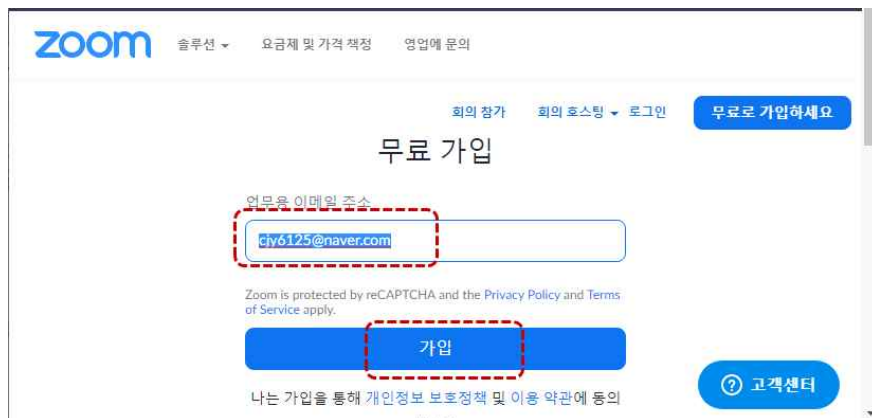 zoom 솔루션 요금제 및 가격 책정 영업에 문의
회의 참가 회의 호스팅 로그인 무료로 가입하세요
무료 가입
업무용 이메일 주소
cjy6125@naver.com
Zoom is protected by reCAPTCHA and the Privacy Policy and Terms
of Service apply.
가입
고객센터
나는 가입을 통해 개인정보 보호정책 및 이용 약관에 동의